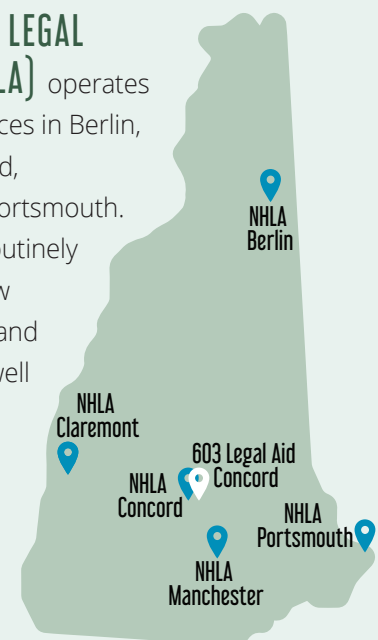 LEGAL
LA) operates
ces in Berlin,
d,
ortsmouth.
utinely
w
and
vell
NHLA
Berlin
NHLA
Claremont
603 Legal Aid
Concord
NHLA
Concord
NHLA
Portsmouth
NHLA
Manchester